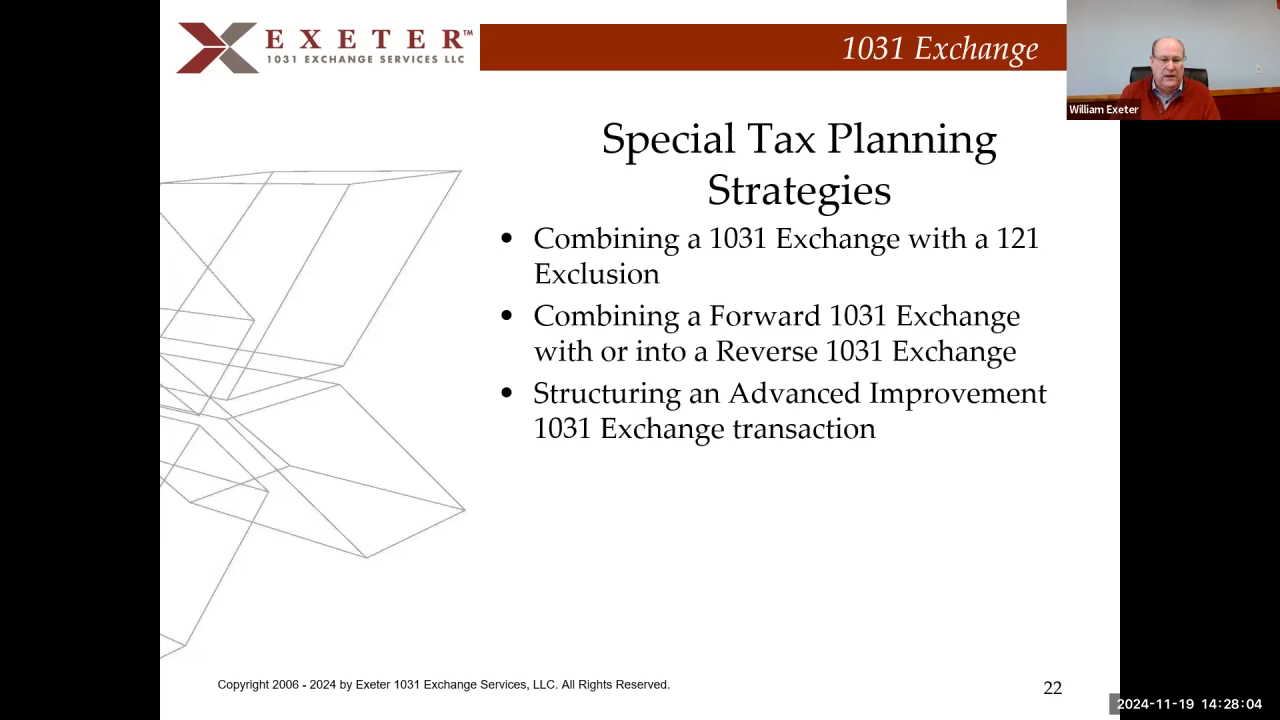 EXETER™
1031 EXCHANGE SERVICES LLC
1031 Exchange
William Exeter
Special Tax Planning
Strategies
• Combining a 1031 Exchange with a 121
Exclusion
• Combining a Forward 1031 Exchange
with or into a Reverse 1031 Exchange
• Structuring an Advanced Improvement
1031 Exchange transaction
Copyright 2006 - 2024 by Exeter 1031 Exchange Services, LLC. All Rights Reserved.
22
2024-11-19 14:28:04